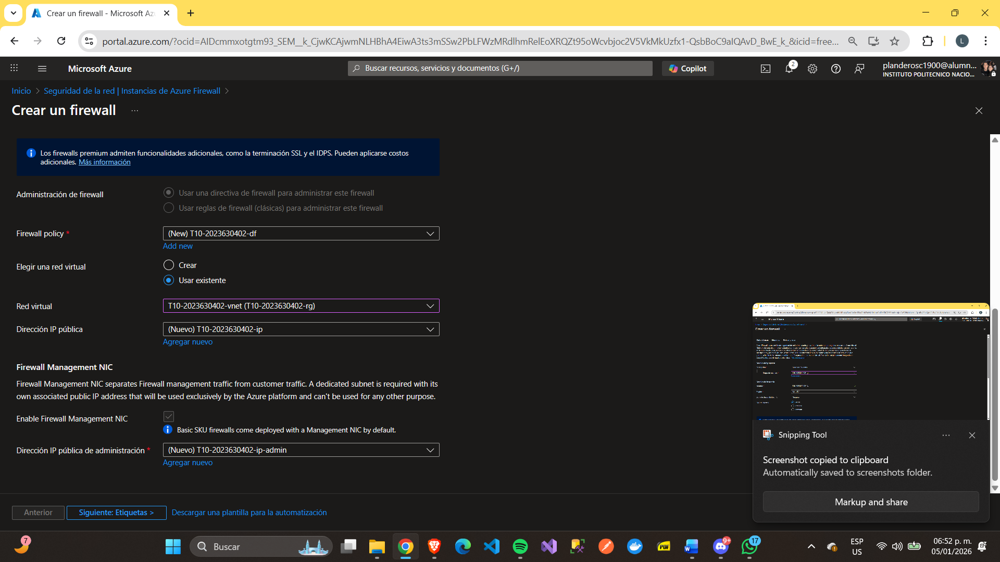 Crear un firewall - Microsoft Az
portal.azure.com/?ocid=AIDcmmxotgtm93_SEM__k_CjwKCAjwmNLHBhA4EiwA3ts3mSSw2PbLFWzMRdlhmRelEoXRQZt95oWcvbjoc2V5VkMkUzfx1-QsbBoC9aIQAvD_BwE_k_&icid=free...
L
Microsoft Azure
Buscar recursos, servicios y documentos (G+/)
Copilot
2
planderosc1900@alumn...
INSTITUTO POLITECNICO NACIO...
Inicio > Seguridad de la red | Instancias de Azure Firewall >
Crear un firewall ...
Los firewalls premium admiten funcionalidades adicionales, como la terminación SSL y el IDPS. Pueden aplicarse costos
adicionales. Más información
Administración de firewall
Usar una directiva de firewall para administrar este firewall
Usar reglas de firewall (clásicas) para administrar este firewall
Firewall policy *
(New) T10-2023630402-df
Add new
Elegir una red virtual
Crear
Usar existente
Red virtual
T10-2023630402-vnet (T10-2023630402-rg)
Dirección IP pública
(Nuevo) T10-2023630402-ip
Agregar nuevo
Firewall Management NIC
Firewall Management NIC separates Firewall management traffic from customer traffic. A dedicated subnet is required with its
own associated public IP address that will be used exclusively by the Azure platform and can't be used for any other purpose.
Enable Firewall Management NIC
Basic SKU firewalls come deployed with a Management NIC by default.
Dirección IP pública de administración *
(Nuevo) T10-2023630402-ip-admin
Agregar nuevo
Anterior
Siguiente: Etiquetas >
Descargar una plantilla para la automatización
Crear un firewall
Snipping Tool
Screenshot copied to clipboard
Automatically saved to screenshots folder.
Markup and share
7
Buscar
PDF
9+
17
ESP
US
06:52 p. m.
05/01/2026